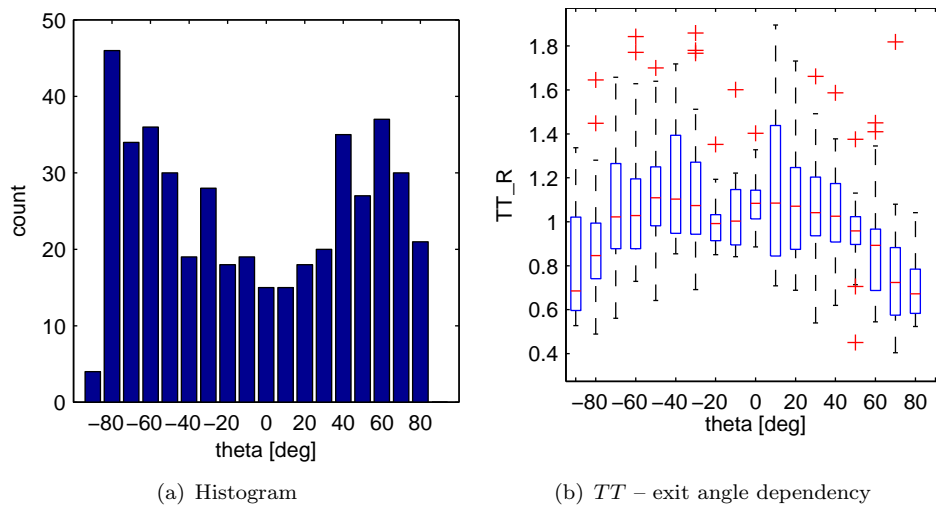 50
40
30
20
10
0
count
−80 −60 −40 −20 0 20 40 60 80
theta [deg]
(a) Histogram
1.8
1.6
1.4
1.2
1
0.8
0.6
0.4
TT_R
−80 −60 −40 −20 0 20 40 60 80
theta [deg]
(b) TT – exit angle dependency